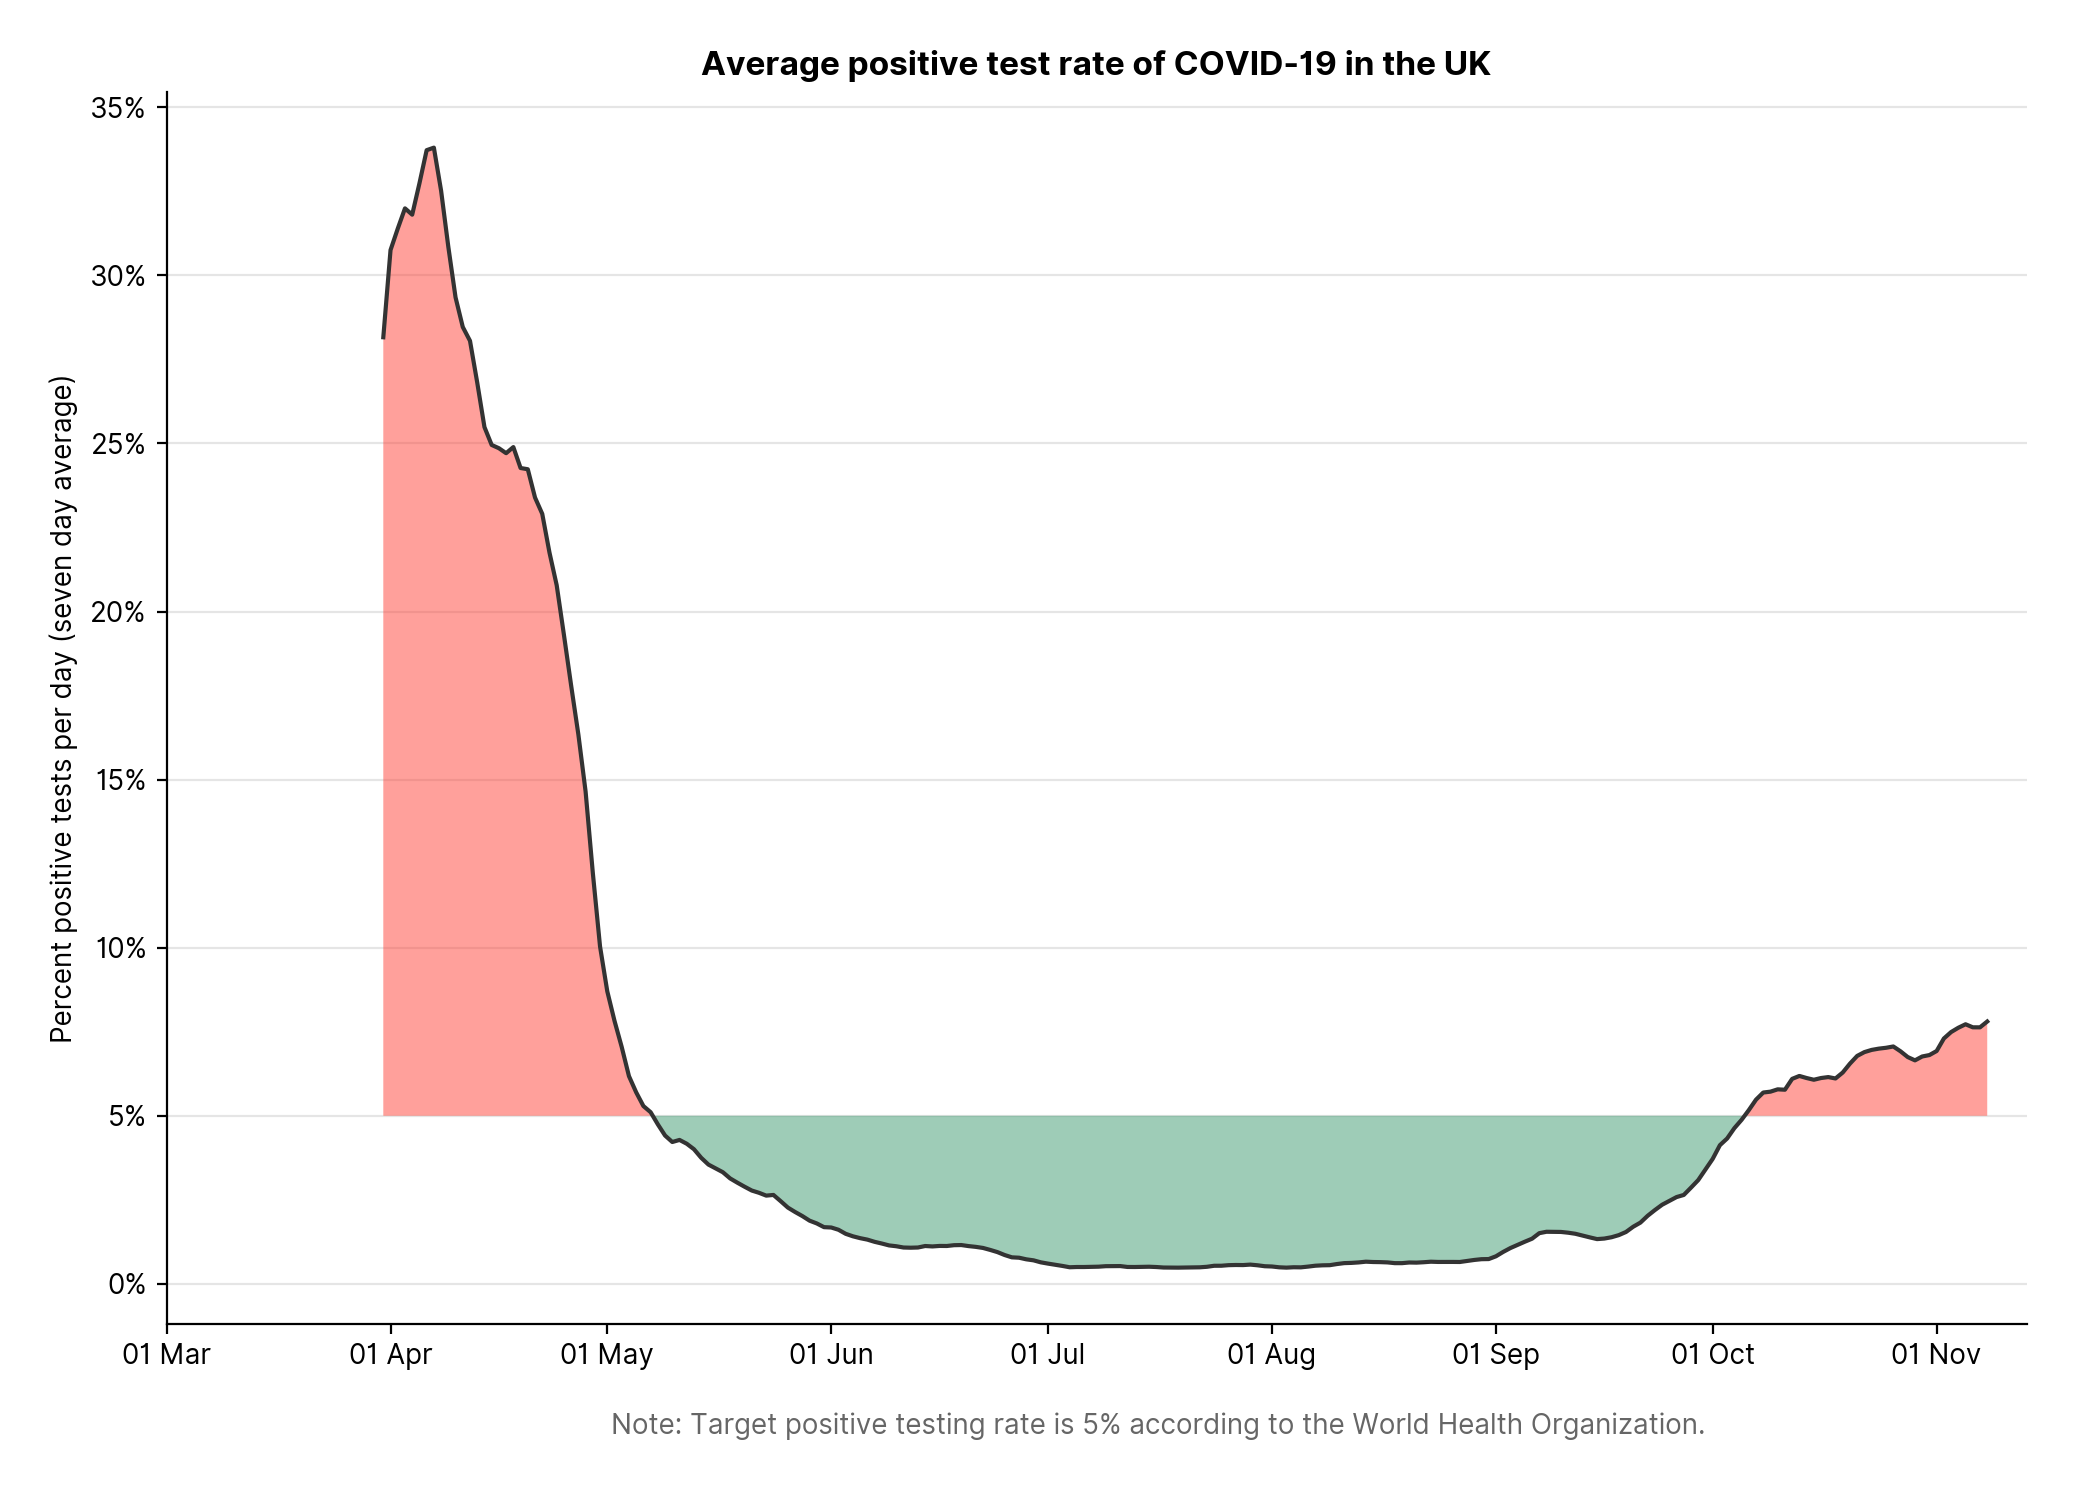 Average positive test rate of COVID-19 in the UK
Percent positive tests per day (seven day average)
35%
30%
25%
20%
15%
10%
5%
0%
01 Mar
01 Apr
01 May
01 Jun
01 Jul
01 Aug
01 Sep
01 Oct
01 Nov
Note: Target positive testing rate is 5% according to the World Health Organization.